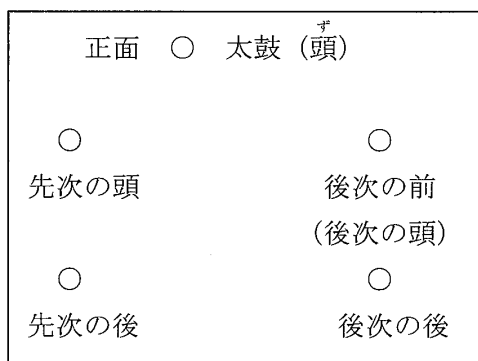 ず
正面 ○ 太鼓（頭）
○ ○
先次の頭 後次の前
（後次の頭）
○ ○
先次の後 後次の後